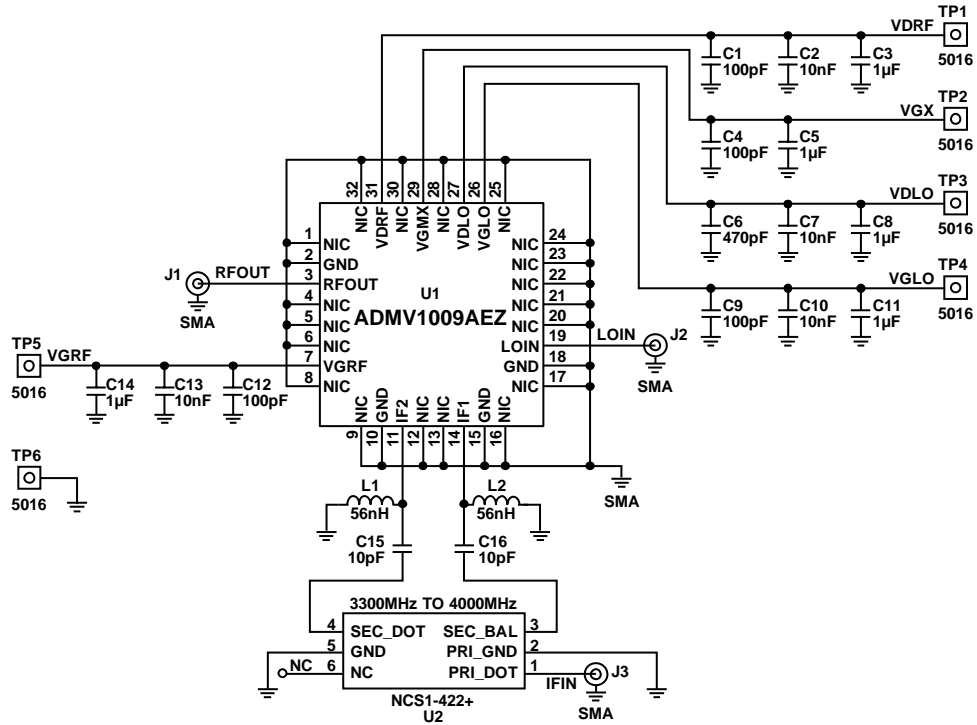 TP1
VDRF
5016
C1
100pF
C2
10nF
C3
1µF
TP2
VGX
5016
C4
100pF
C5
1µF
TP3
VDLO
5016
C6
470pF
C7
10nF
C8
1µF
TP4
VGLO
5016
C9
100pF
C10
10nF
C11
1µF
32 31 30 29 28 27 26 25
NIC VDRF NIC VGMX NIC VDLO VGLO NIC
1 NIC
2 GND
3 RFOUT
4 NIC
5 NIC
6 NIC
7 VGRF
8 NIC
U1
ADMV1009AEZ
NIC 24
NIC 23
NIC 22
NIC 21
NIC 20
LOIN 19
GND 18
NIC 17
NIC GND IF2 NIC NIC IF1 GND NIC
9 10 11 12 13 14 15 16
J1
RFOUT
SMA
LOIN
J2
SMA
TP5
VGRF
5016
C14
1µF
C13
10nF
C12
100pF
TP6
5016
SMA
L1
56nH
L2
56nH
C15
10pF
C16
10pF
3300MHz TO 4000MHz
4 SEC_DOT SEC_BAL 3
5 GND PRI_GND 2
6 NC PRI_DOT 1
NC
IFIN
J3
SMA
NCS1-422+
U2